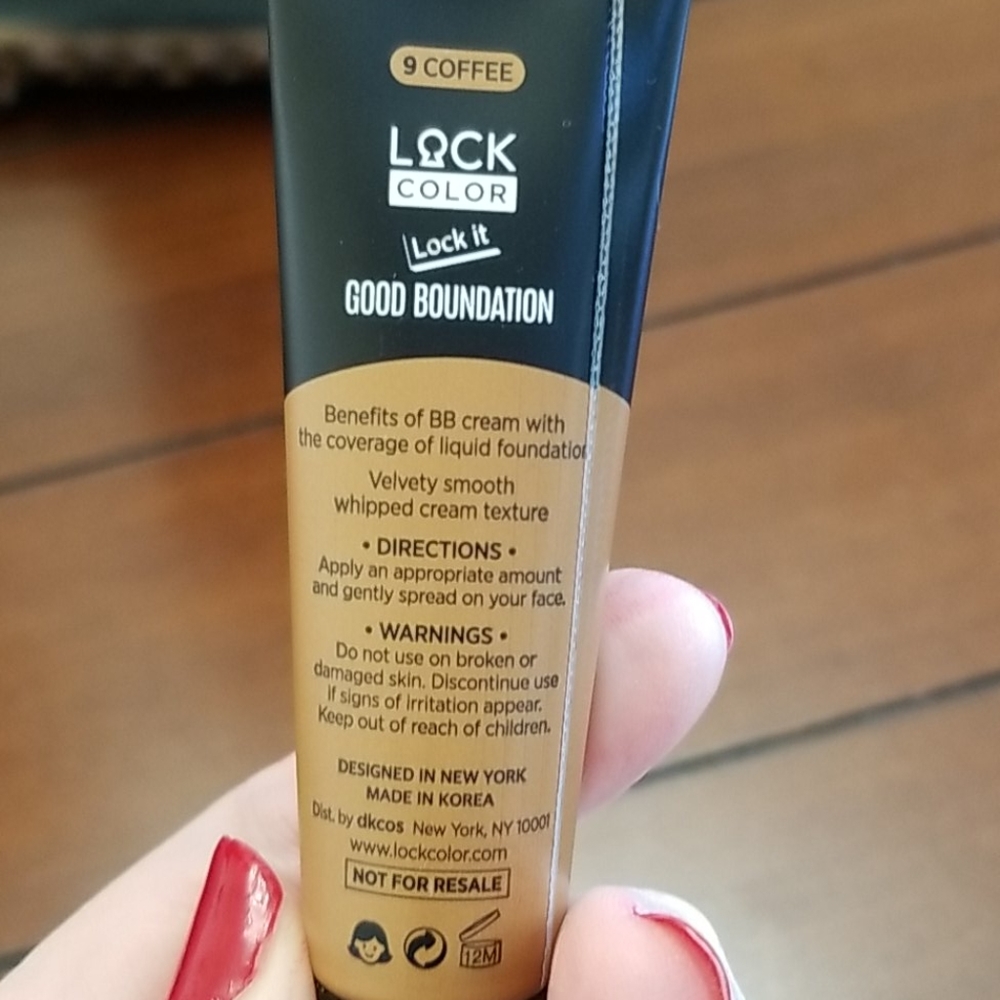 9 COFFEE
LOCK
COLOR
Lock it
GOOD BOUNDATION
Benefits of BB cream with
the coverage of liquid foundation
Velvety smooth
whipped cream texture
• DIRECTIONS •
Apply an appropriate amount
and gently spread on your face.
• WARNINGS •
Do not use on broken or
damaged skin. Discontinue use
if signs of irritation appear.
Keep out of reach of children.
DESIGNED IN NEW YORK
MADE IN KOREA
Dist. by dkcos New York, NY 10001
www.lockcolor.com
NOT FOR RESALE
12M